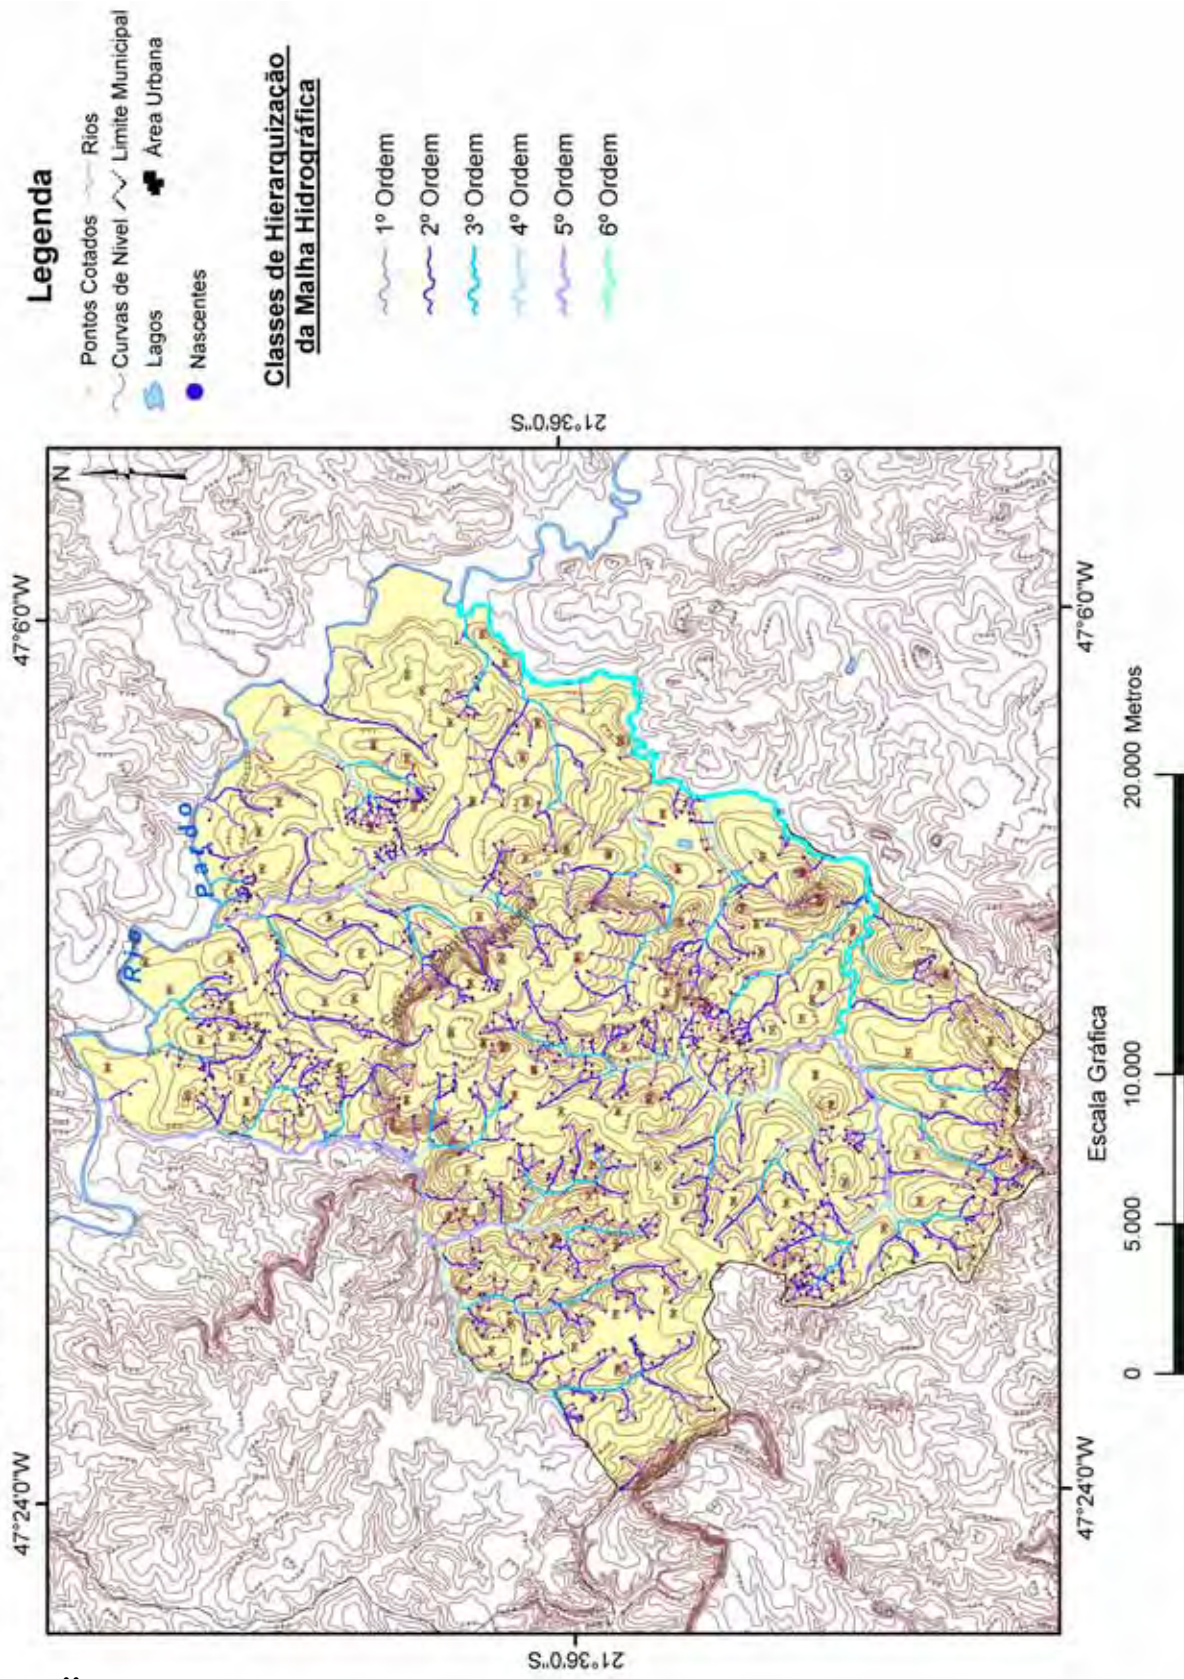 Legenda
Pontos Cotados
Rios
Curvas de Nível
Limite Municipal
Lagos
Área Urbana
Nascentes
Classes de Hierarquização
da Malha Hidrográfica
1º Ordem
2º Ordem
3º Ordem
4º Ordem
5º Ordem
6º Ordem
47°24'0"W
47°6'0"W
N
21°36'0"S
21°36'0"S
Rio Pardo
47°24'0"W
47°6'0"W
Escala Gráfica
0
5.000
10.000
20.000 Metros